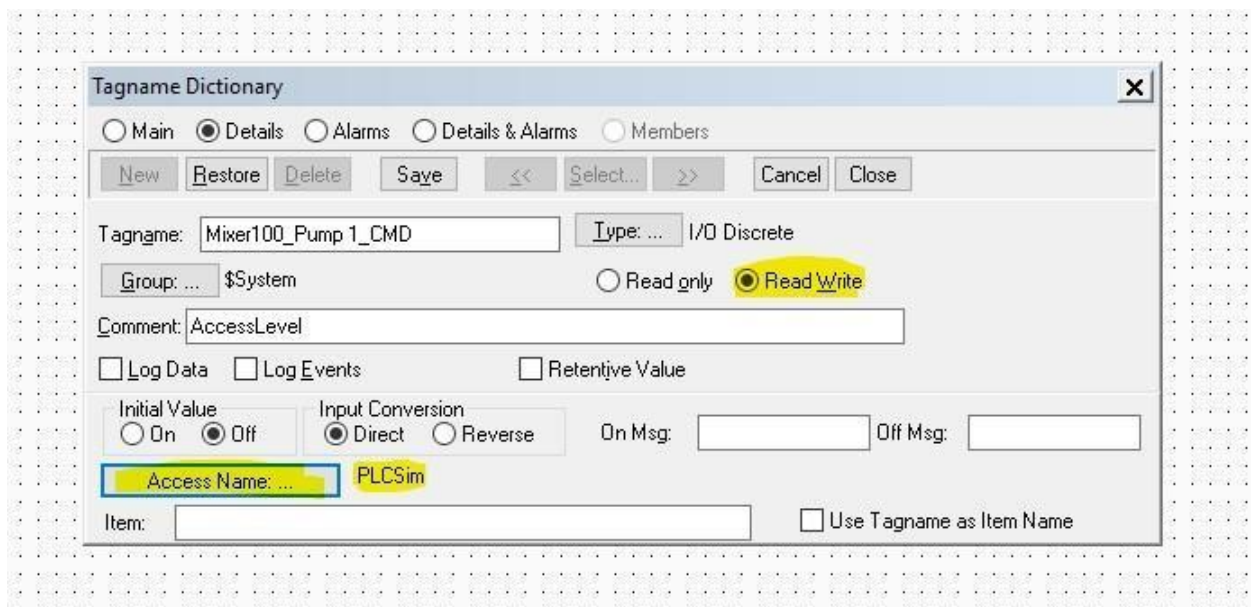 Tagname Dictionary
Main Details Alarms Details & Alarms Members
New Restore Delete Save << Select... >> Cancel Close
Tagname: Mixer100_Pump 1_CMD Type: ... I/O Discrete
Group: ... $System Read only Read Write
Comment: AccessLevel
Log Data Log Events Retentive Value
Initial Value Input Conversion
On Off Direct Reverse On Msg: Off Msg:
Access Name: ... PLCSim
Item: Use Tagname as Item Name